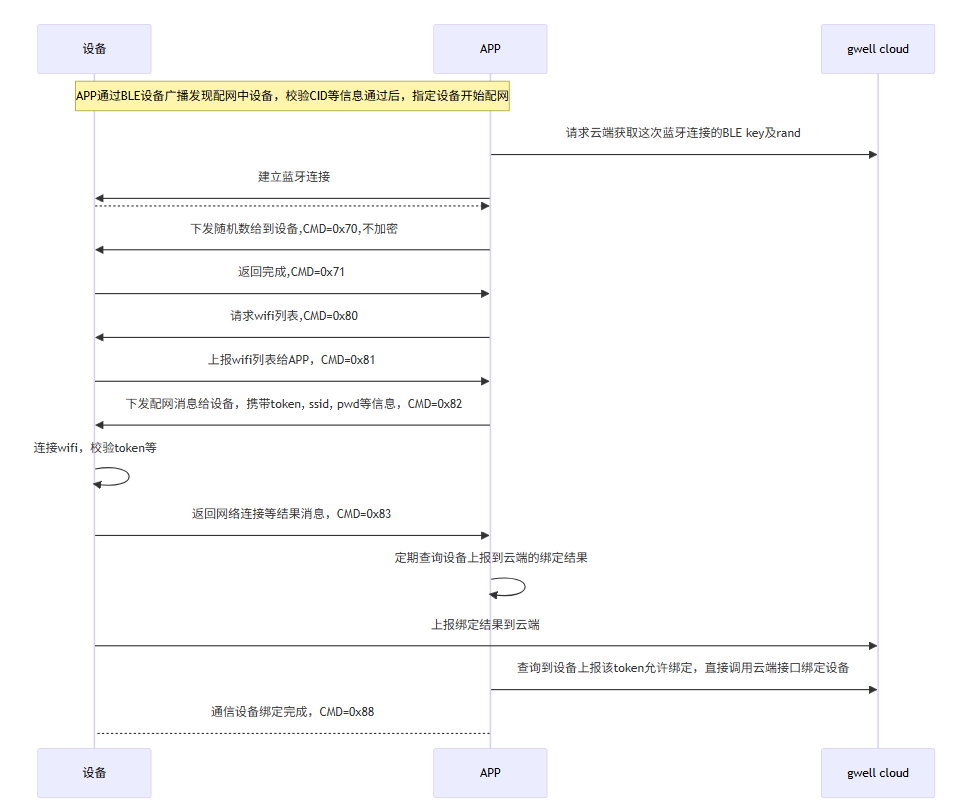 设备 APP gwell cloud
APP通过BLE设备广播发现配网中设备，校验CID等信息通过后，指定设备开始配网
请求云端获取这次蓝牙连接的BLE key及rand
建立蓝牙连接
下发随机数给到设备,CMD=0x70,不加密
返回完成,CMD=0x71
请求wifi列表,CMD=0x80
上报wifi列表给APP，CMD=0x81
下发配网消息给设备，携带token, ssid, pwd等信息，CMD=0x82
连接wifi，校验token等
返回网络连接等结果消息，CMD=0x83
定期查询设备上报到云端的绑定结果
上报绑定结果到云端
查询到设备上报该token允许绑定，直接调用云端接口绑定设备
通信设备绑定完成，CMD=0x88
设备 APP gwell cloud